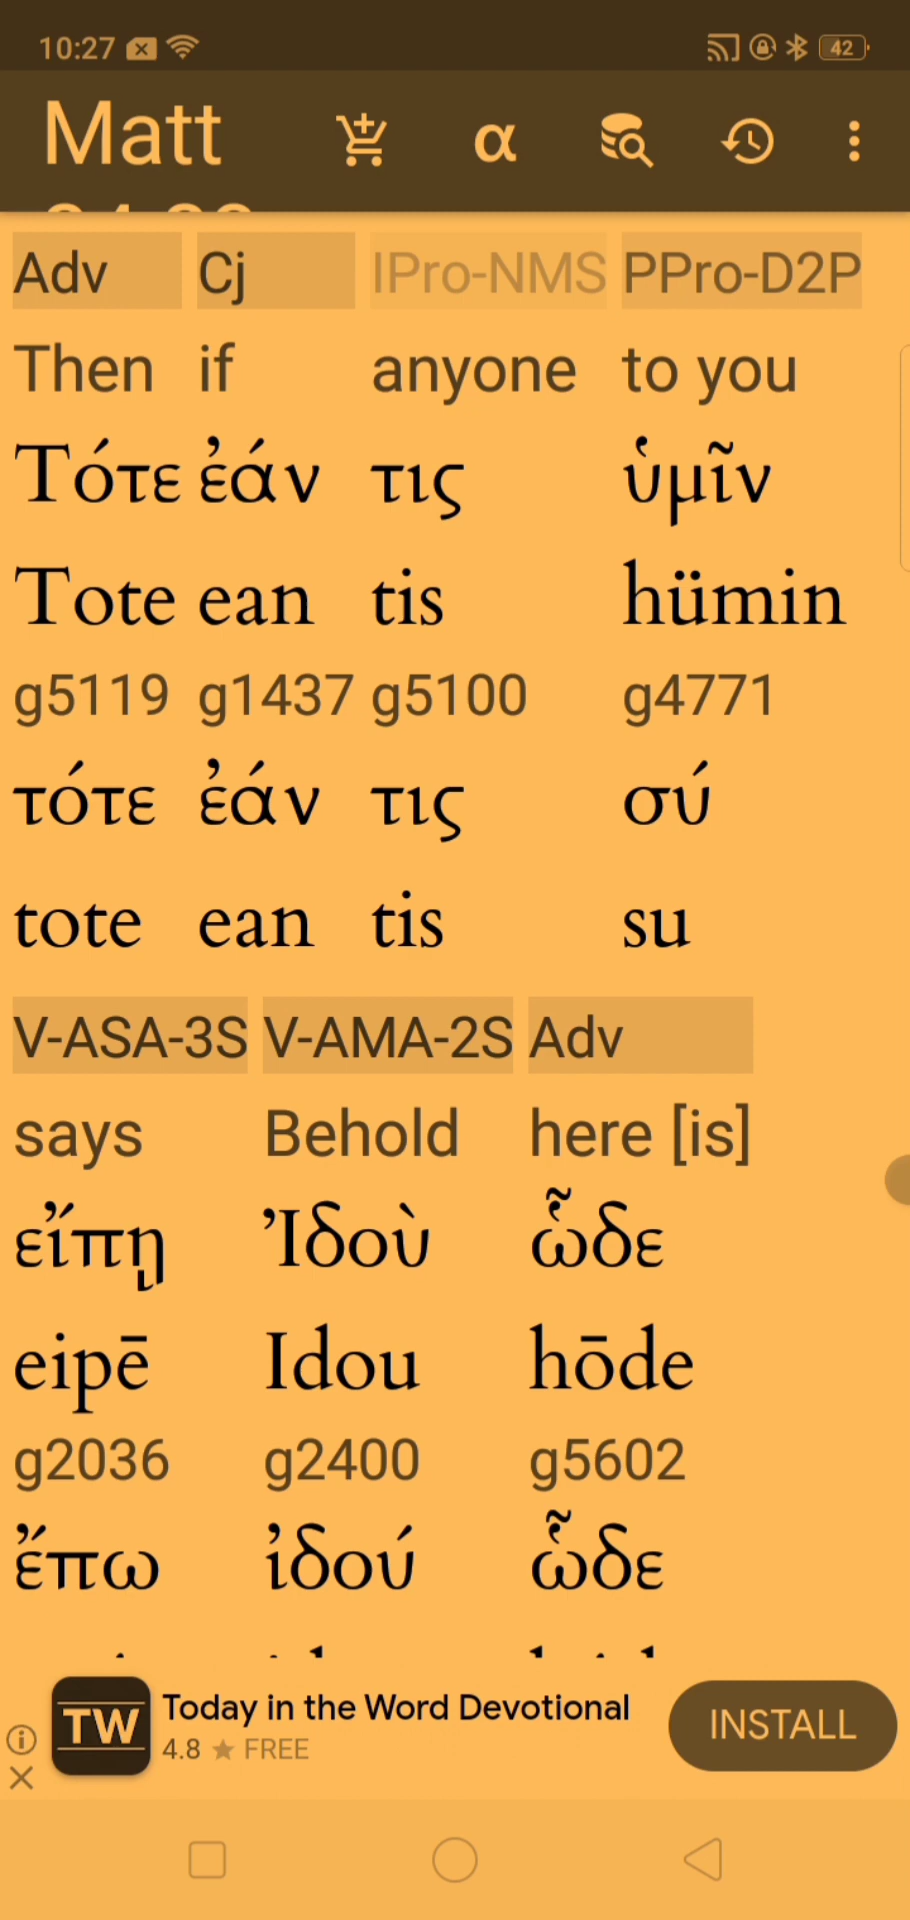 10:27 42
Matt
Adv Cj IPro-NMS PPro-D2P
Then if anyone to you
Τότε ἐάν τις ὑμῖν
Tote ean tis hümin
g5119 g1437 g5100 g4771
τότε ἐάν τις σύ
tote ean tis su
V-ASA-3S V-AMA-2S Adv
says Behold here [is]
εἴπῃ Ἰδοὺ ὧδε
eipē Idou hōde
g2036 g2400 g5602
ἔπω ἰδού ὧδε
TW Today in the Word Devotional
4.8 ★ FREE
INSTALL